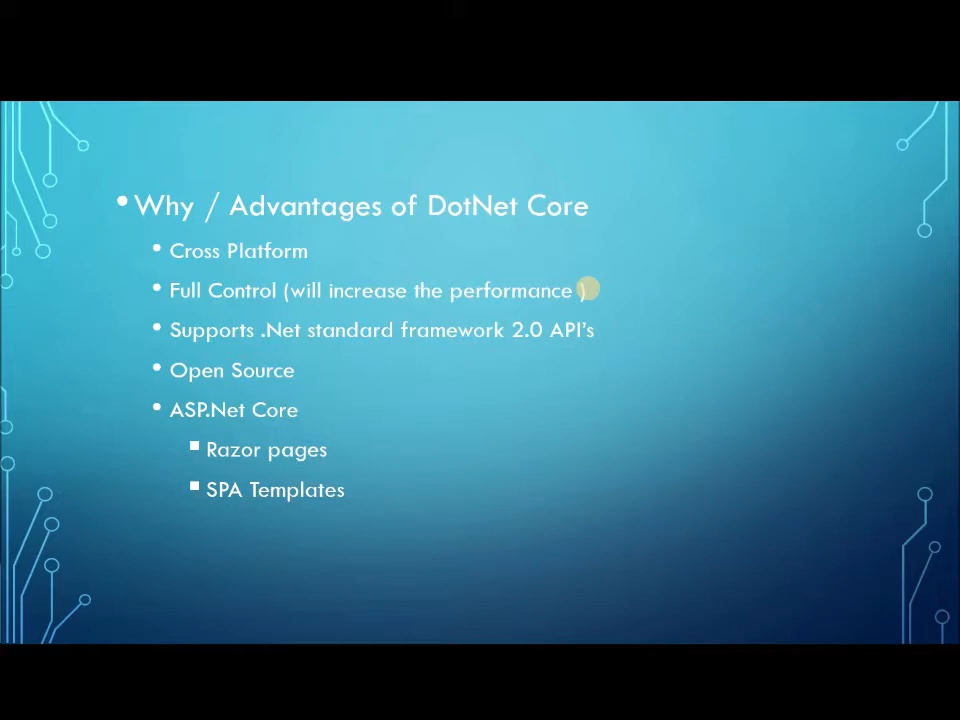 Why / Advantages of DotNet Core
Cross Platform
Full Control (will increase the performance )
Supports .Net standard framework 2.0 API's
Open Source
ASP.Net Core
Razor pages
SPA Templates